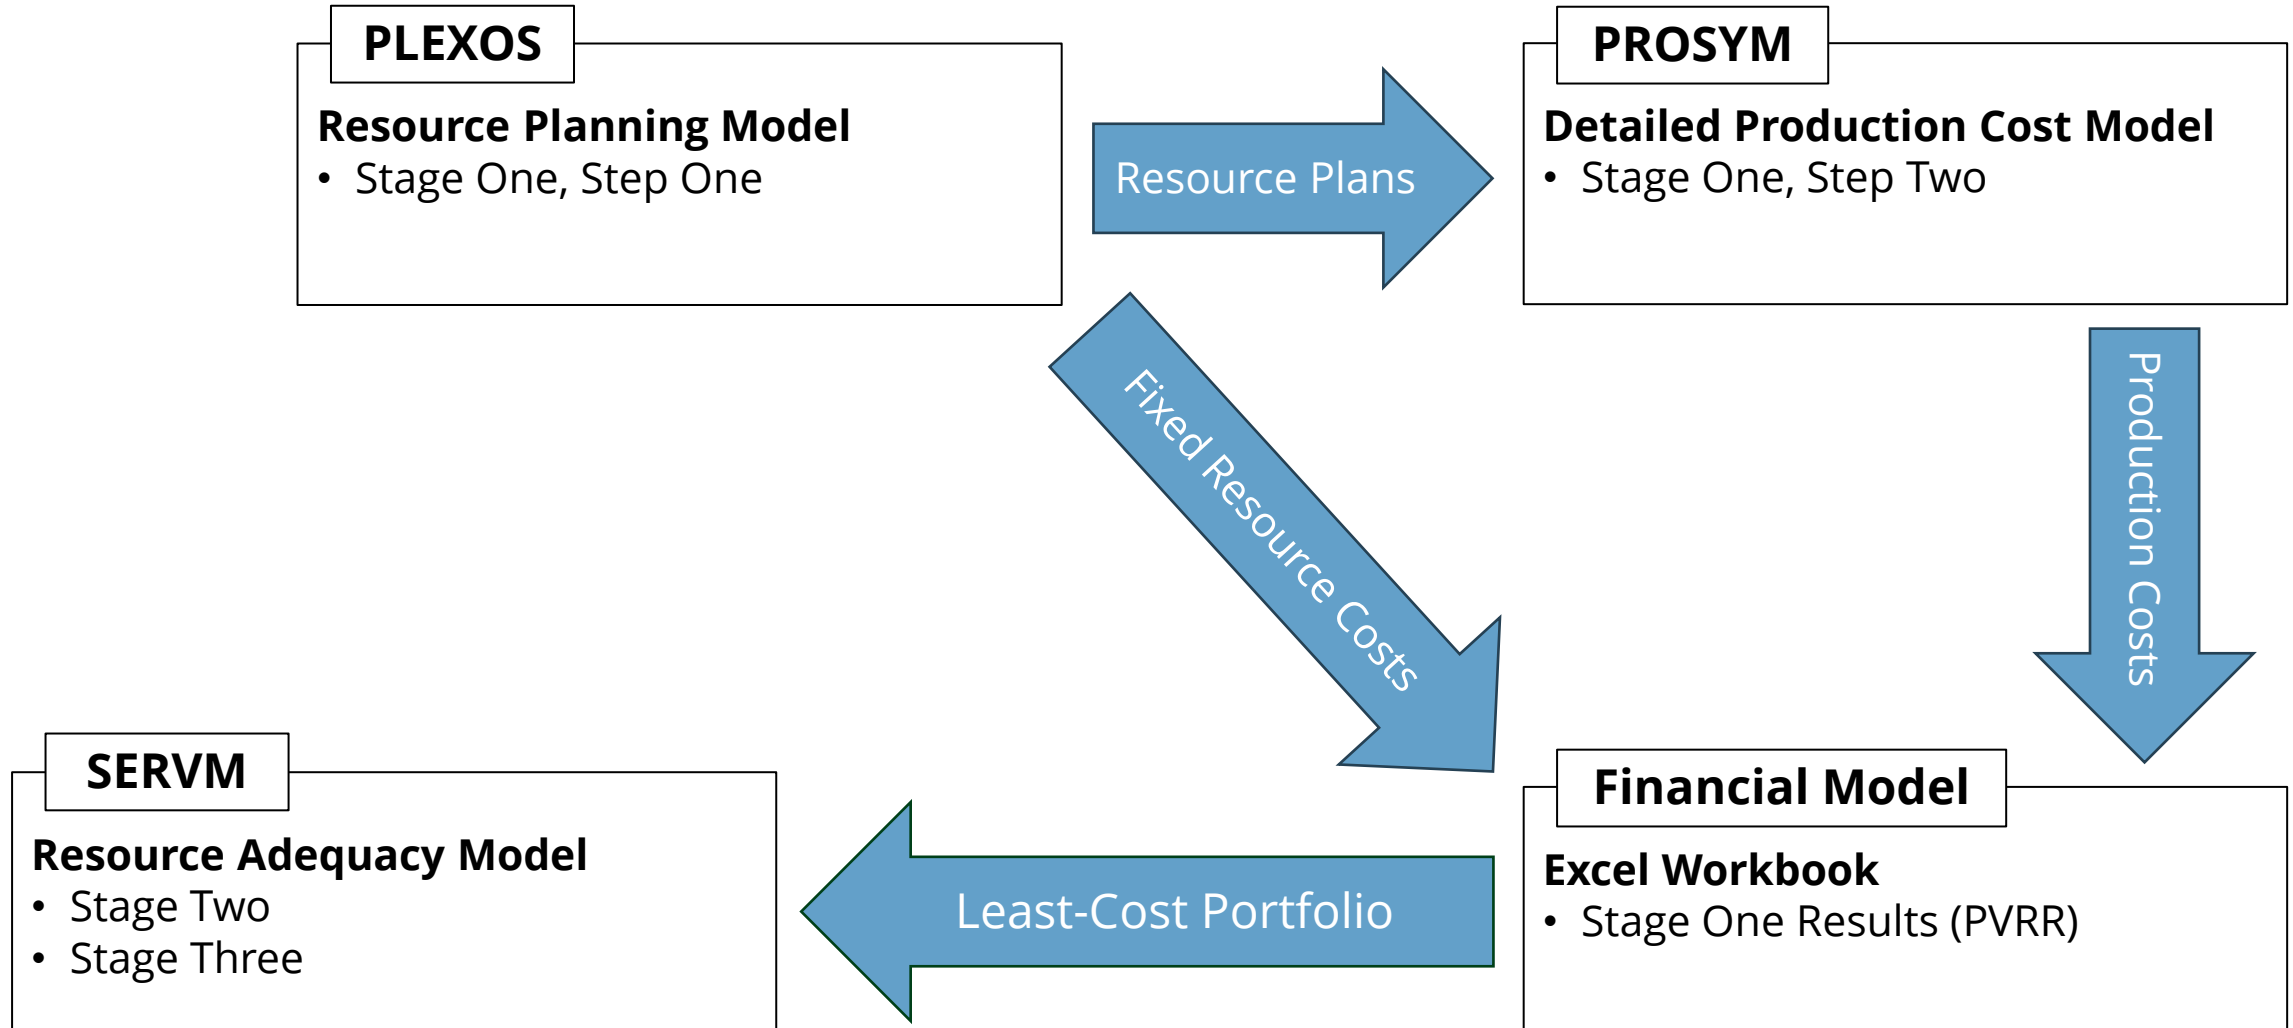 PLEXOS
Resource Planning Model
• Stage One, Step One
Resource Plans
PROSYM
Detailed Production Cost Model
• Stage One, Step Two
Fixed Resource Costs
Production Costs
SERVM
Resource Adequacy Model
• Stage Two
• Stage Three
Least-Cost Portfolio
Financial Model
Excel Workbook
• Stage One Results (PVRR)